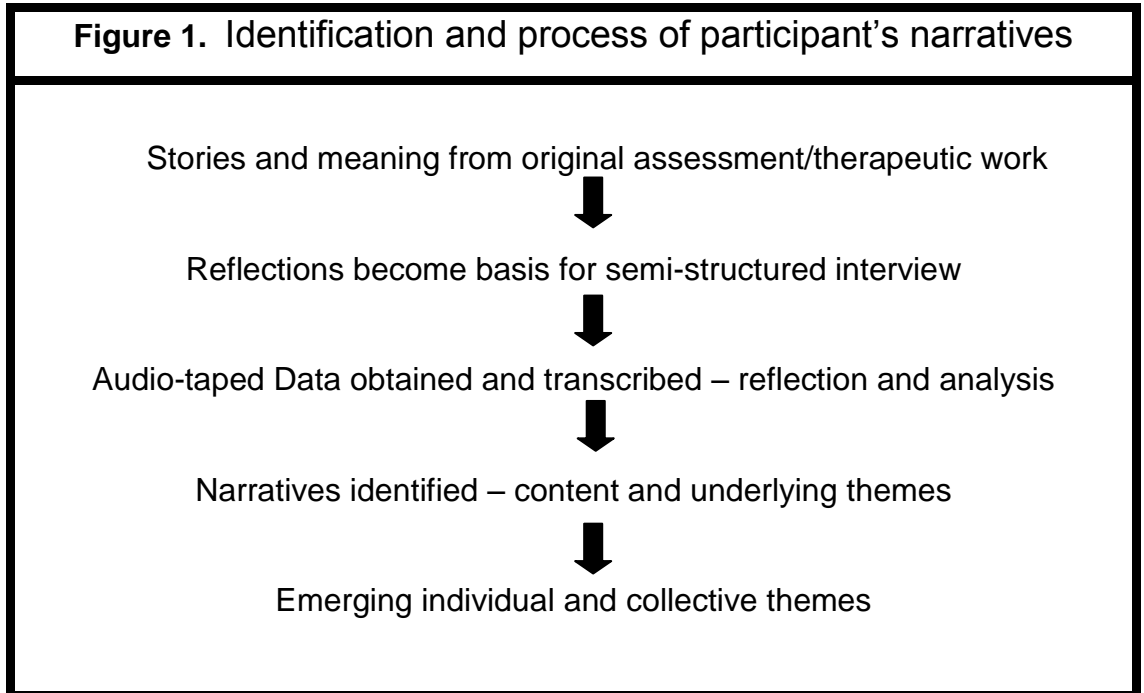 Figure 1. Identification and process of participant’s narratives
Stories and meaning from original assessment/therapeutic work
Reflections become basis for semi-structured interview
Audio-taped Data obtained and transcribed – reflection and analysis
Narratives identified – content and underlying themes
Emerging individual and collective themes